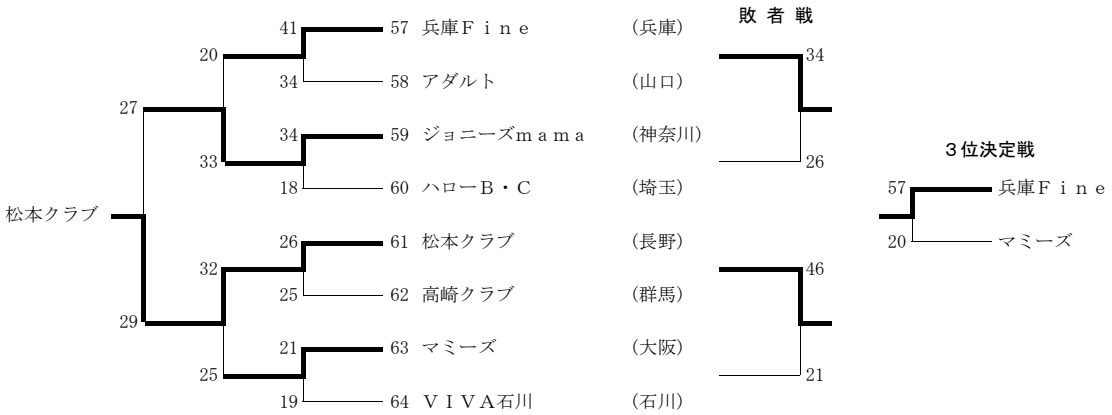 敗 者 戦
41 57 兵庫Ｆｉｎｅ (兵庫) 34
20
34 58 アダルト (山口)
27
34 59 ジョニーズｍａｍａ (神奈川)
33 26
３位決定戦
18 60 ハローＢ・Ｃ (埼玉) 57 兵庫Ｆｉｎｅ
松本クラブ
26 61 松本クラブ (長野) 20 マミーズ
32 46
25 62 高崎クラブ (群馬)
29
21 63 マミーズ (大阪)
25 21
19 64 ＶＩＶＡ石川 (石川)